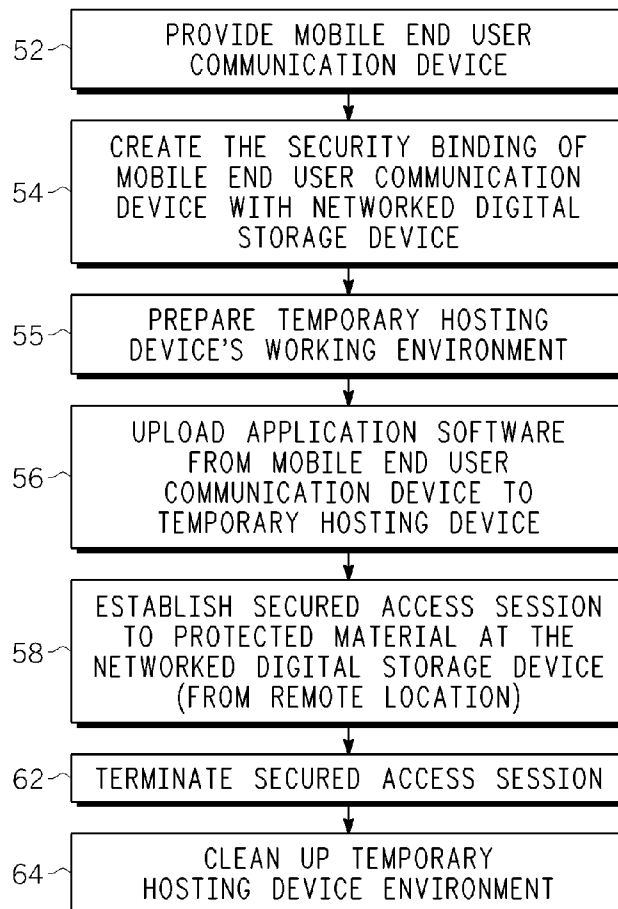 52
PROVIDE MOBILE END USER
COMMUNICATION DEVICE
54
CREATE THE SECURITY BINDING OF
MOBILE END USER COMMUNICATION
DEVICE WITH NETWORKED DIGITAL
STORAGE DEVICE
55
PREPARE TEMPORARY HOSTING
DEVICE'S WORKING ENVIRONMENT
56
UPLOAD APPLICATION SOFTWARE
FROM MOBILE END USER
COMMUNICATION DEVICE TO
TEMPORARY HOSTING DEVICE
58
ESTABLISH SECURED ACCESS SESSION
TO PROTECTED MATERIAL AT THE
NETWORKED DIGITAL STORAGE DEVICE
(FROM REMOTE LOCATION)
62
TERMINATE SECURED ACCESS SESSION
64
CLEAN UP TEMPORARY
HOSTING DEVICE ENVIRONMENT